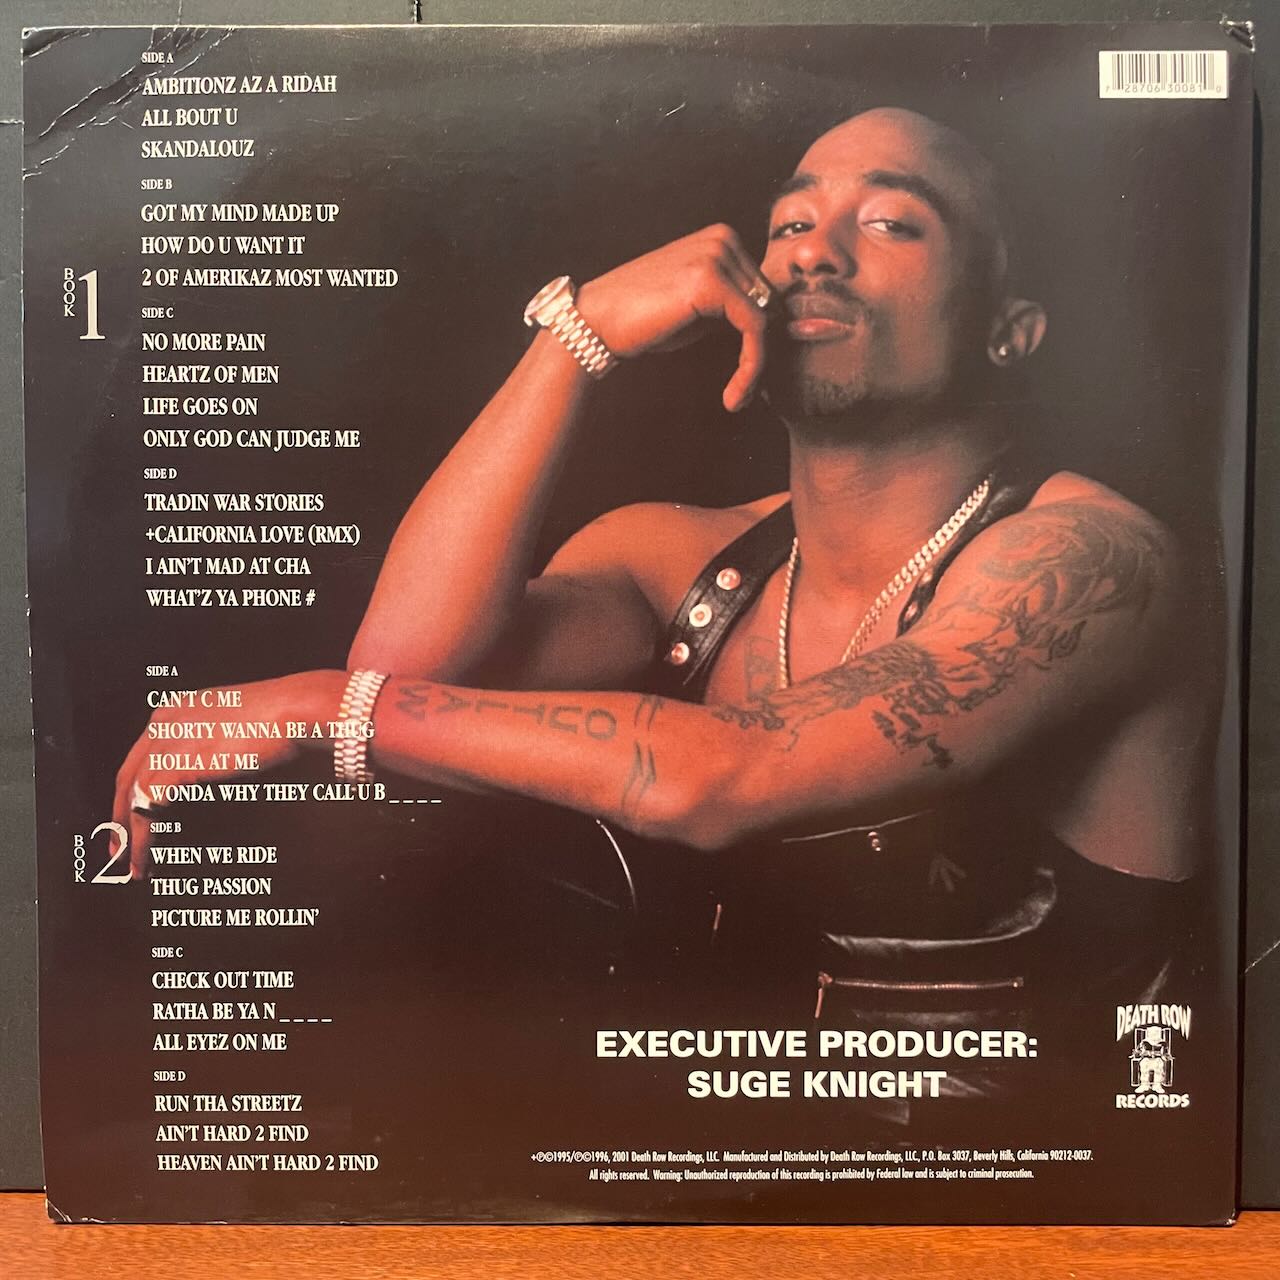 SIDE A
AMBITIONZ AZ A RIDAH
ALL BOUT U
SKANDALOUZ
SIDE B
GOT MY MIND MADE UP
HOW DO U WANT IT
2 OF AMERIKAZ MOST WANTED
BOOK 1
SIDE C
NO MORE PAIN
HEARTZ OF MEN
LIFE GOES ON
ONLY GOD CAN JUDGE ME
SIDE D
TRADIN WAR STORIES
+CALIFORNIA LOVE (RMX)
I AIN'T MAD AT CHA
WHAT'Z YA PHONE #
SIDE A
CAN'T C ME
SHORTY WANNA BE A THUG
HOLLA AT ME
WONDA WHY THEY CALL U B _ _ _ _
BOOK 2
SIDE B
WHEN WE RIDE
THUG PASSION
PICTURE ME ROLLIN'
SIDE C
CHECK OUT TIME
RATHA BE YA N _ _ _ _
ALL EYEZ ON ME
SIDE D
RUN THA STREETZ
AIN'T HARD 2 FIND
HEAVEN AIN'T HARD 2 FIND
7 28706 30081 0
OUTLAW
EXECUTIVE PRODUCER:
SUGE KNIGHT
DEATH ROW
RECORDS
+℗©1995/℗©1996, 2001 Death Row Recordings, LLC. Manufactured and Distributed by Death Row Recordings, LLC., P.O. Box 3037, Beverly Hills, California 90212-0037.
All rights reserved. Warning: Unauthorized reproduction of this recording is prohibited by Federal law and is subject to criminal prosecution.